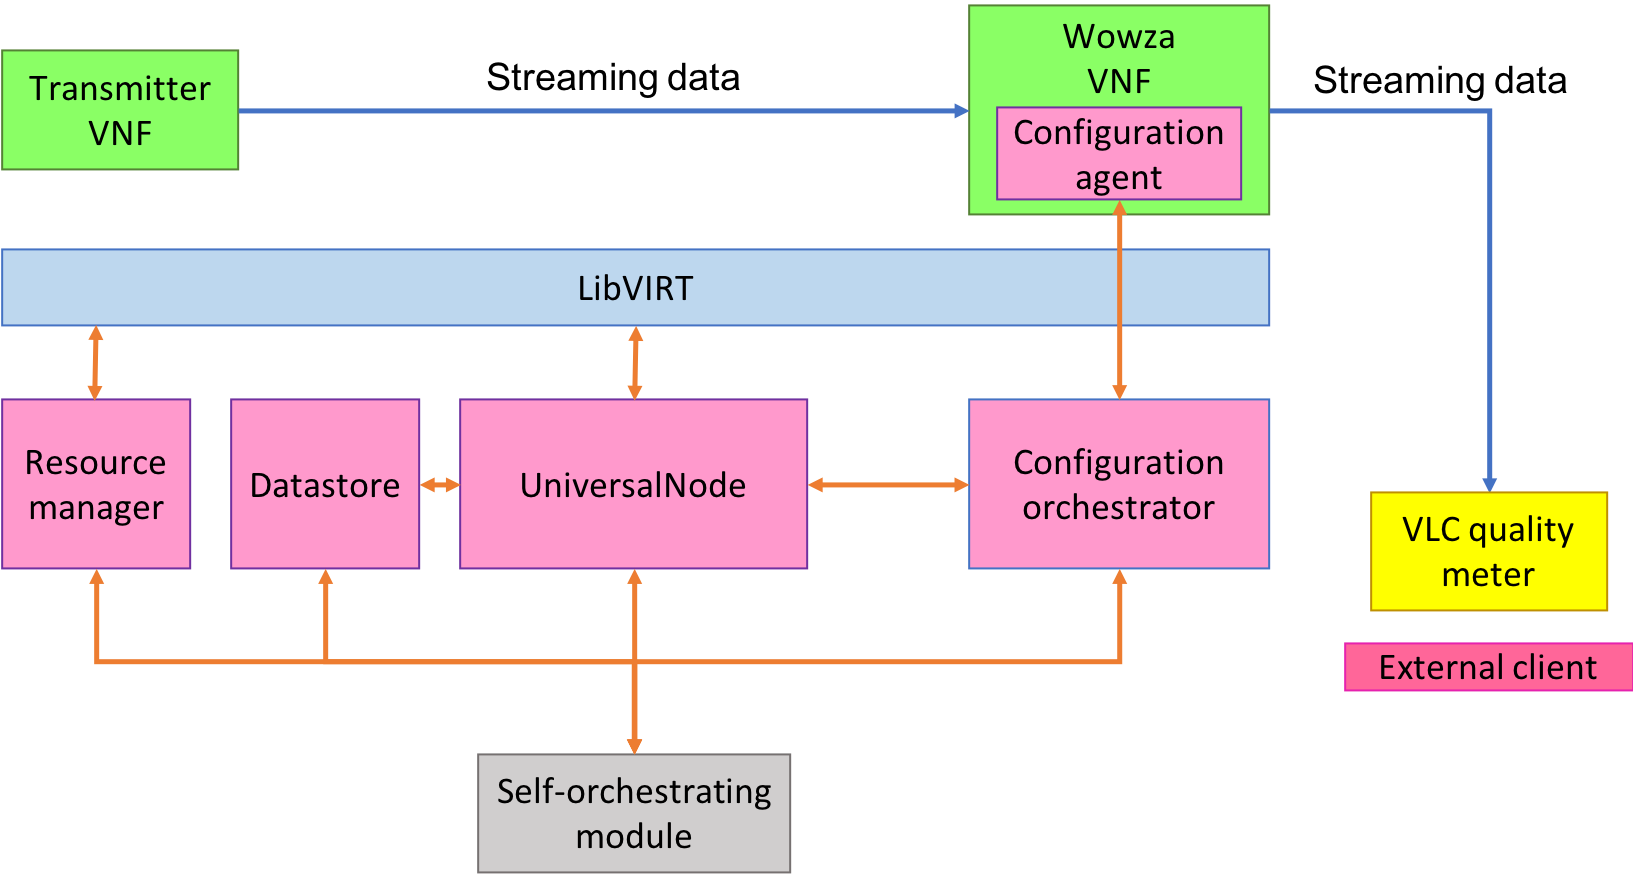 Transmitter
VNF
Streaming data
Wowza
VNF
Configuration
agent
Streaming data
LibVIRT
Resource
manager
Datastore
UniversalNode
Configuration
orchestrator
VLC quality
meter
External client
Self-orchestrating
module